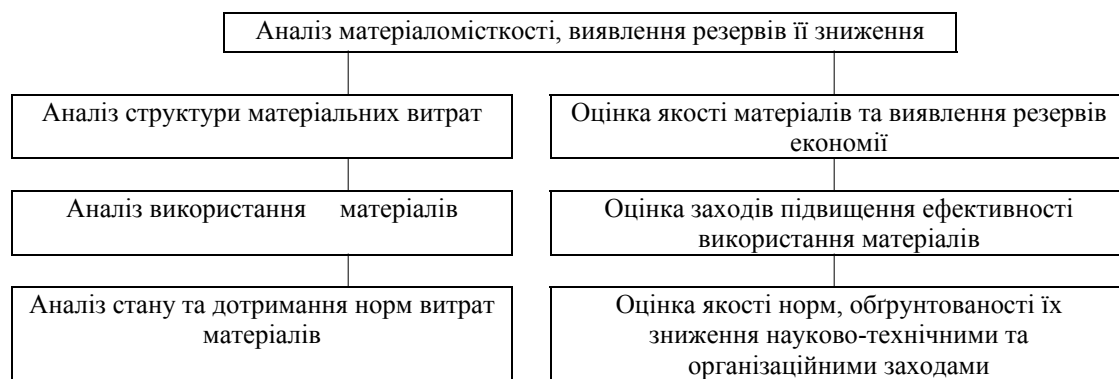 Аналіз матеріаломісткості, виявлення резервів її зниження
Аналіз структури матеріальних витрат
Оцінка якості матеріалів та виявлення резервів
економії
Аналіз використання матеріалів
Оцінка заходів підвищення ефективності
використання матеріалів
Аналіз стану та дотримання норм витрат
матеріалів
Оцінка якості норм, обґрунтованості їх
зниження науково-технічними та
організаційними заходами